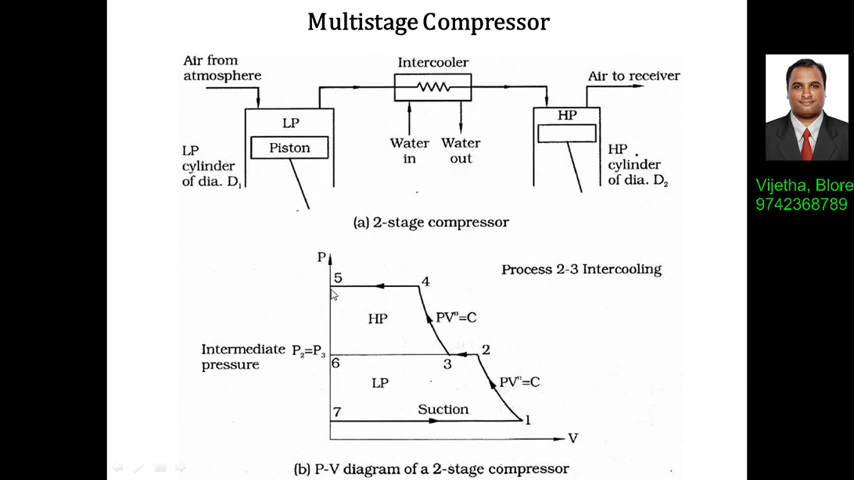 Multistage Compressor
Air from
atmosphere
Intercooler
Air to receiver
LP
HP
Piston
Water
in
Water
out
LP
cylinder
of dia. D₁
HP
cylinder
of dia. D₂
(a) 2-stage compressor
Vijetha, Blore
9742368789
P
5
4
Process 2-3 Intercooling
HP
PVⁿ=C
Intermediate P₂=P₃
pressure
6
3
2
LP
PVⁿ=C
7
Suction
1
V
(b) P-V diagram of a 2-stage compressor